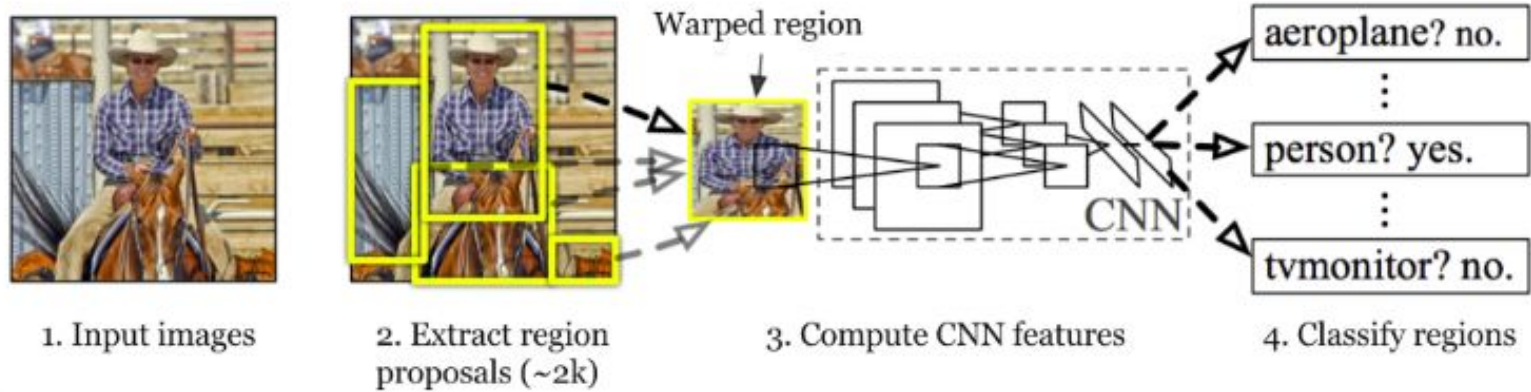 Warped region
aeroplane? no.
person? yes.
CNN
tvmonitor? no.
1. Input images
2. Extract region
proposals (~2k)
3. Compute CNN features
4. Classify regions